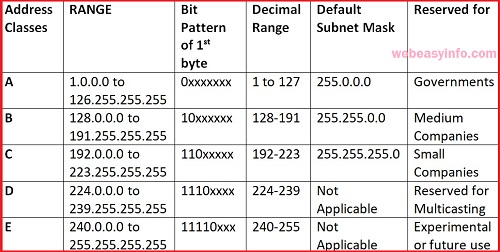 Address Classes | RANGE | Bit Pattern of 1st byte | Decimal Range | Default Subnet Mask | Reserved for
webeasyinfo.com
A | 1.0.0.0 to 126.255.255.255 | 0xxxxxxx | 1 to 127 | 255.0.0.0 | Governments
B | 128.0.0.0 to 191.255.255.255 | 10xxxxxx | 128-191 | 255.255.0.0 | Medium Companies
C | 192.0.0.0 to 223.255.255.255 | 110xxxxx | 192-223 | 255.255.255.0 | Small Companies
D | 224.0.0.0 to 239.255.255.255 | 1110xxxx | 224-239 | Not Applicable | Reserved for Multicasting
E | 240.0.0.0 to 255.255.255.255 | 11110xxx | 240-255 | Not Applicable | Experimental or future use